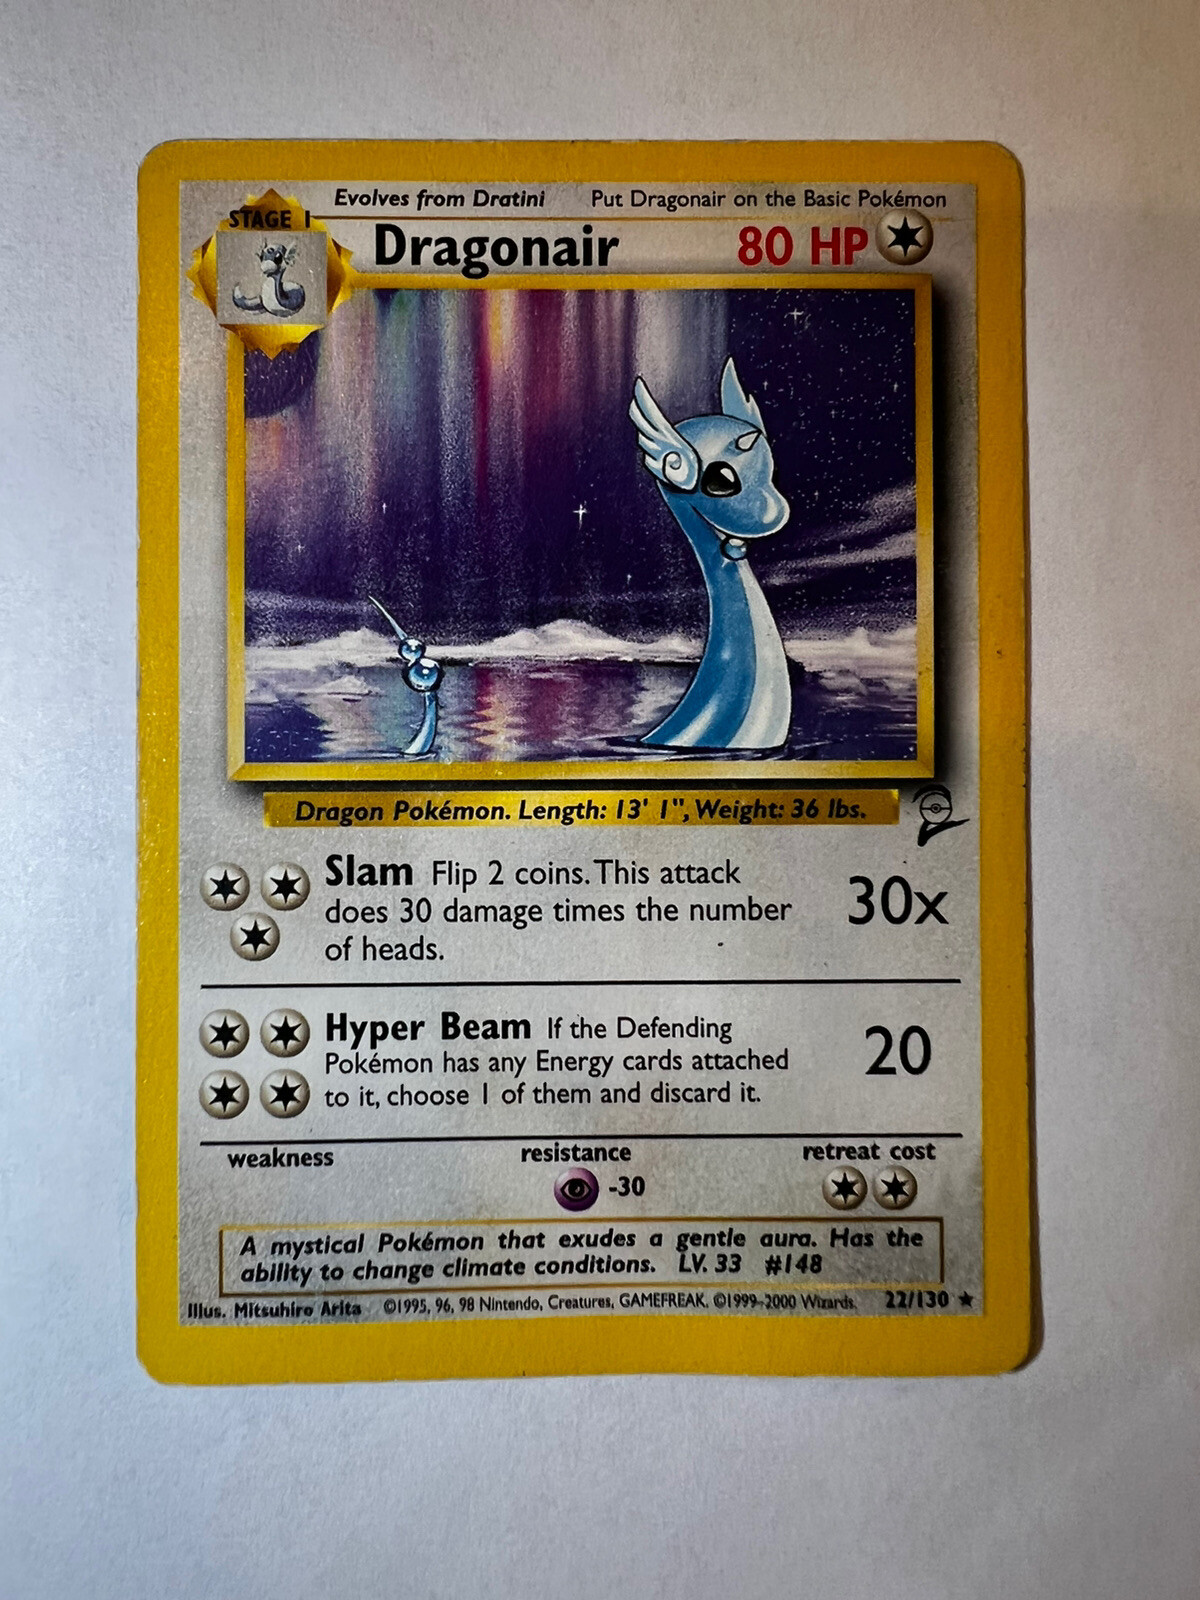 Evolves from Dratini Put Dragonair on the Basic Pokémon
STAGE 1
Dragonair 80 HP
Dragon Pokémon. Length: 13' 1", Weight: 36 lbs.
Slam Flip 2 coins. This attack
does 30 damage times the number
of heads.
30x
Hyper Beam If the Defending
Pokémon has any Energy cards attached
to it, choose 1 of them and discard it.
20
weakness resistance retreat cost
-30
A mystical Pokémon that exudes a gentle aura. Has the
ability to change climate conditions. LV. 33 #148
Illus. Mitsuhiro Arita ©1995, 96, 98 Nintendo, Creatures, GAMEFREAK. ©1999-2000 Wizards. 22/130 ★